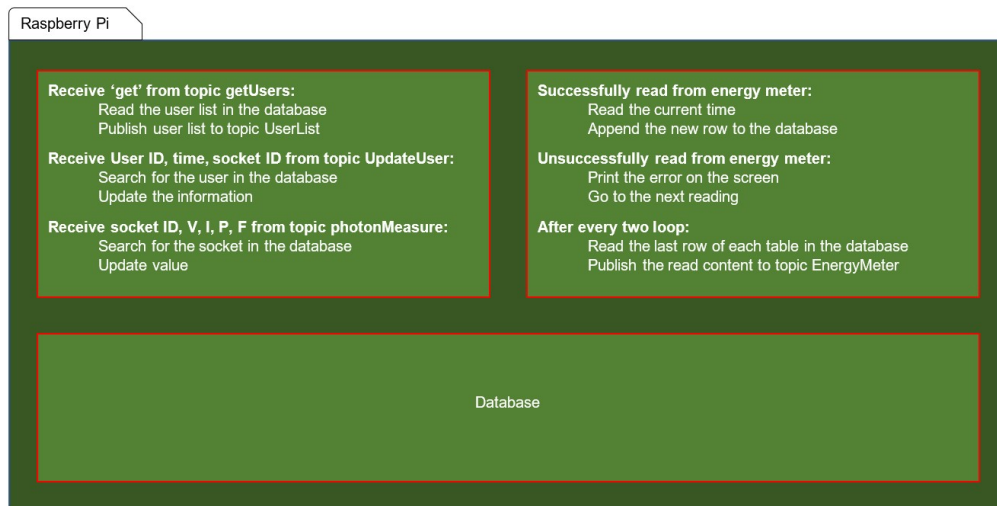 Raspberry Pi
Receive ‘get’ from topic getUsers:
Read the user list in the database
Publish user list to topic UserList
Receive User ID, time, socket ID from topic UpdateUser:
Search for the user in the database
Update the information
Receive socket ID, V, I, P, F from topic photonMeasure:
Search for the socket in the database
Update value
Successfully read from energy meter:
Read the current time
Append the new row to the database
Unsuccessfully read from energy meter:
Print the error on the screen
Go to the next reading
After every two loop:
Read the last row of each table in the database
Publish the read content to topic EnergyMeter
Database